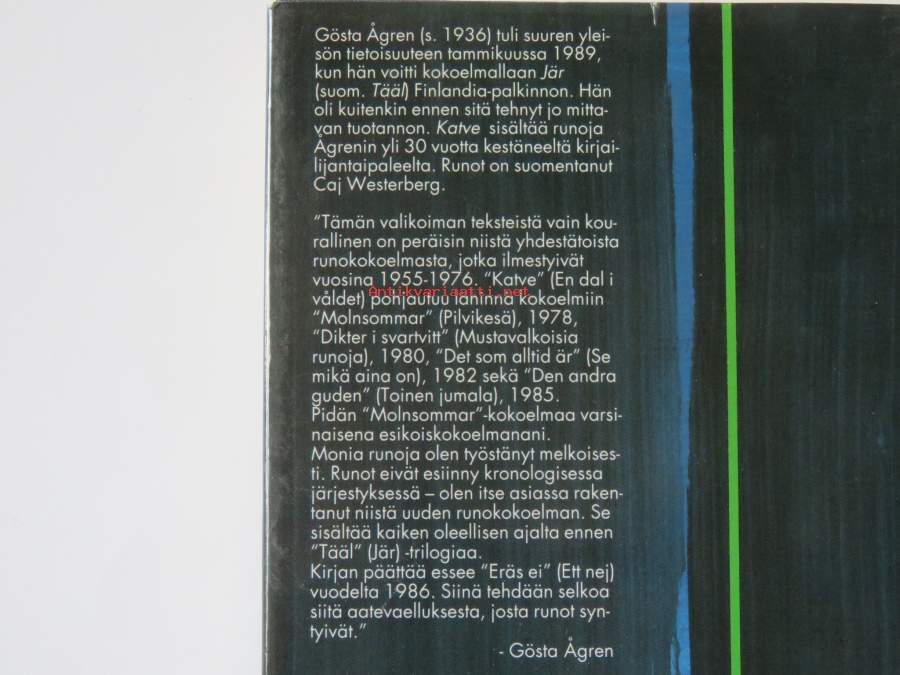 Gösta Ågren (s. 1936) tuli suuren ylei-
sön tietoisuuteen tammikuussa 1989,
kun hän voitti kokoelmallaan Jär
(suom. Tääl) Finlandia-palkinnon. Hän
oli kuitenkin ennen sitä tehnyt jo mitta-
van tuotannon. Katve sisältää runoja
Ågrenin yli 30 vuotta kestäneeltä kirjai-
lijantaipaleelta. Runot on suomentanut
Caj Westerberg.
"Tämän valikoiman teksteistä vain kou-
rallinen on peräisin niistä yhdestätoista
runokokoelmasta, jotka ilmestyivät
vuosina 1955-1976. "Katve" (En dal i
Antikvariaatti.net
våldet) pohjautuu lähinnä kokoelmiin
"Molnsommar" (Pilvikesä), 1978,
"Dikter i svartvitt" (Mustavalkoisia
runoja), 1980, "Det som alltid är" (Se
mikä aina on), 1982 sekä "Den andra
guden" (Toinen jumala), 1985.
Pidän "Molnsommar"-kokoelmaa varsi-
naisena esikoiskokoelmanani.
Monia runoja olen työstänyt melkoises-
ti. Runot eivät esiinny kronologisessa
järjestyksessä – olen itse asiassa raken-
tanut niistä uuden runokokoelman. Se
sisältää kaiken oleellisen ajalta ennen
"Tääl" (Jär) -trilogiaa.
Kirjan päättää essee "Eräs ei" (Ett nej)
vuodelta 1986. Siinä tehdään selkoa
siitä aatevaelluksesta, josta runot syn-
tyivät."
- Gösta Ågren